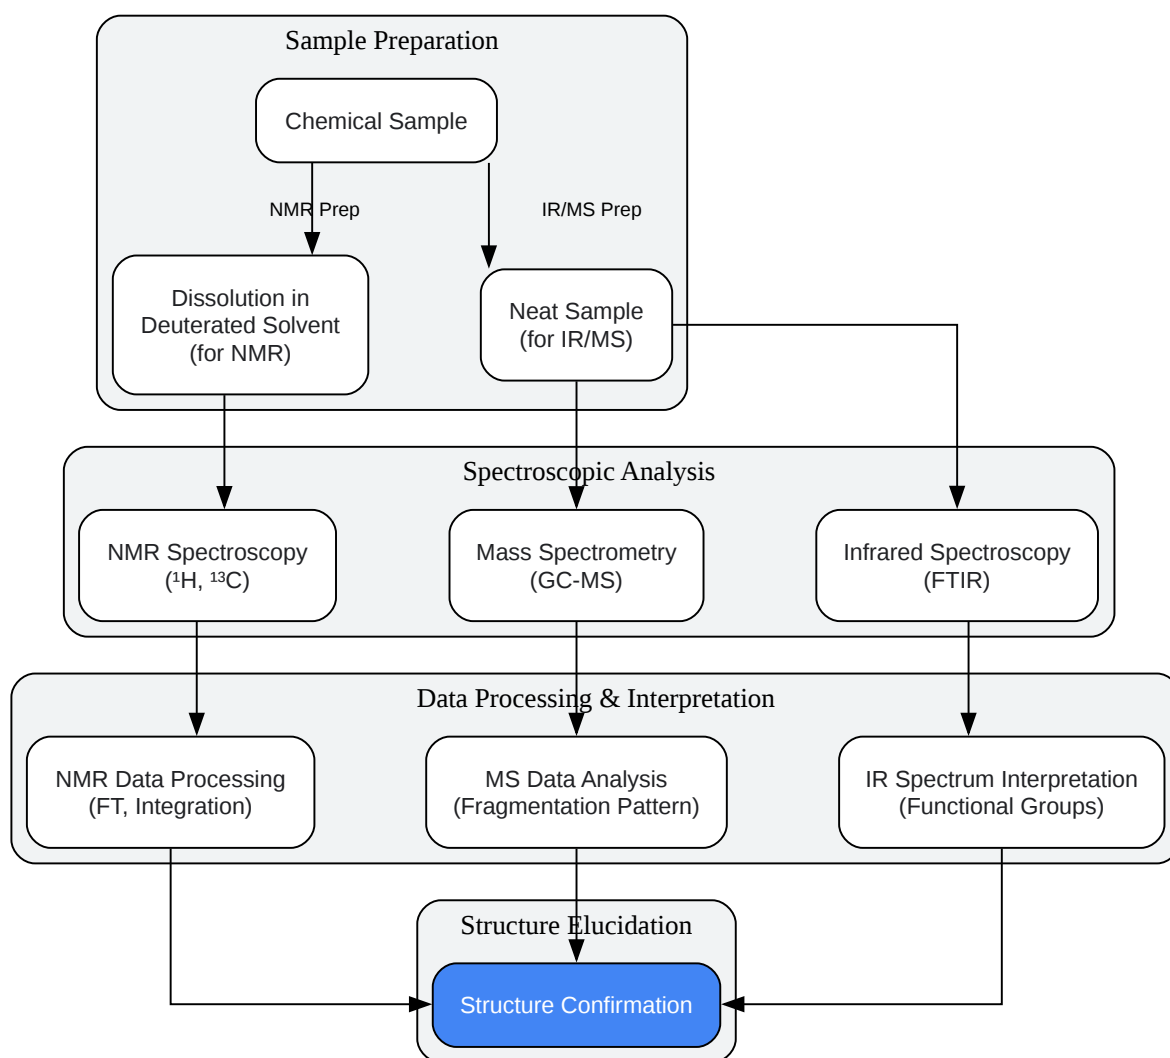 Sample Preparation
Chemical Sample
NMR Prep
IR/MS Prep
Dissolution in
Deuterated Solvent
(for NMR)
Neat Sample
(for IR/MS)
Spectroscopic Analysis
NMR Spectroscopy
(¹H, ¹³C)
Mass Spectrometry
(GC-MS)
Infrared Spectroscopy
(FTIR)
Data Processing & Interpretation
NMR Data Processing
(FT, Integration)
MS Data Analysis
(Fragmentation Pattern)
IR Spectrum Interpretation
(Functional Groups)
Structure Elucidation
Structure Confirmation